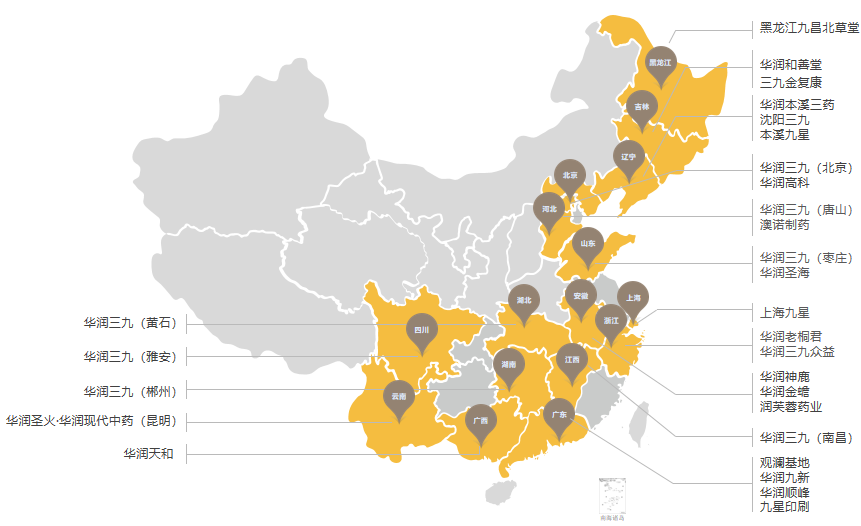 黑龙江九昌北草堂
华润和善堂
三九金复康
华润本溪三药
沈阳三九
本溪九星
华润三九（北京）
华润高科
华润三九（唐山）
澳诺制药
华润三九（枣庄）
华润圣海
上海九星
华润老桐君
华润三九众益
华润神鹿
华润金蟾
润芙蓉药业
华润三九（南昌）
观澜基地
华润九新
华润顺峰
九星印刷
华润三九（黄石）
华润三九（雅安）
华润三九（郴州）
华润圣火·华润现代中药（昆明）
华润天和
黑龙江
吉林
辽宁
北京
河北
山东
湖北
安徽
上海
浙江
四川
湖南
江西
云南
广西
广东
南海诸岛